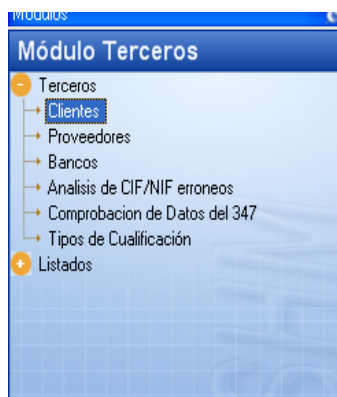 Módulos
Módulo Terceros
Terceros
Clientes
Proveedores
Bancos
Analisis de CIF/NIF erroneos
Comprobacion de Datos del 347
Tipos de Cualificación
Listados